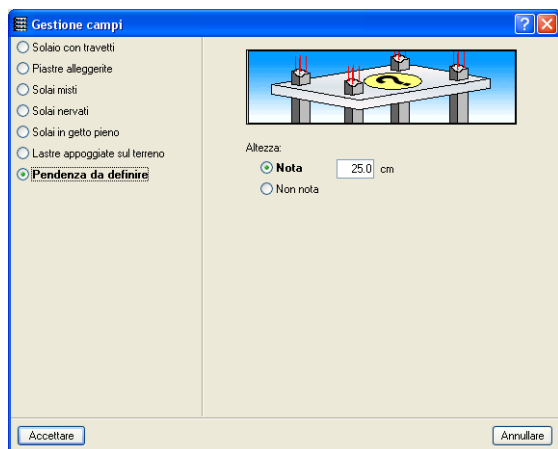 Gestione campi
Solaio con travetti
Piastre alleggerite
Solai misti
Solai nervati
Solai in getto pieno
Lastre appoggiate sul terreno
Pendenza da definire
?
Altezza:
Nota 25.0 cm
Non nota
Accettare
Annullare